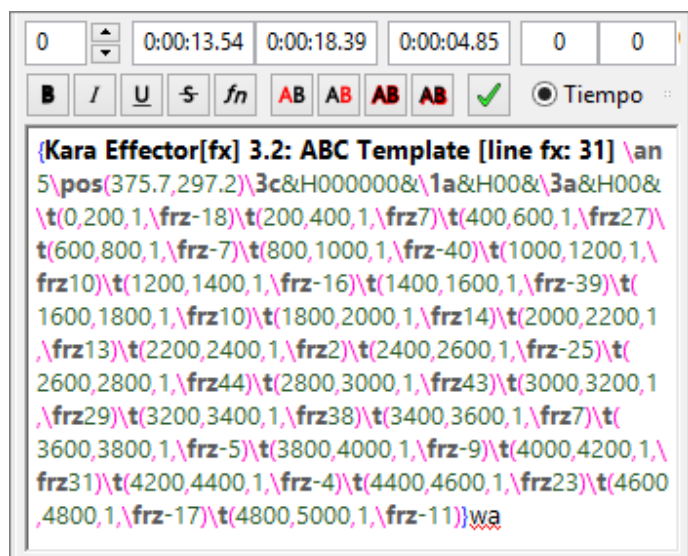 0 0:00:13.54 0:00:18.39 0:00:04.85 0 0
B I U S fn AB AB AB AB Tiempo
{Kara Effector[fx] 3.2: ABC Template [line fx: 31] \an
5\pos(375.7,297.2)\3c&H000000&\1a&H00&\3a&H00&
\t(0,200,1,\frz-18)\t(200,400,1,\frz7)\t(400,600,1,\frz27)\
t(600,800,1,\frz-7)\t(800,1000,1,\frz-40)\t(1000,1200,1,\
frz10)\t(1200,1400,1,\frz-16)\t(1400,1600,1,\frz-39)\t(
1600,1800,1,\frz10)\t(1800,2000,1,\frz14)\t(2000,2200,1
,\frz13)\t(2200,2400,1,\frz2)\t(2400,2600,1,\frz-25)\t(
2600,2800,1,\frz44)\t(2800,3000,1,\frz43)\t(3000,3200,1
,\frz29)\t(3200,3400,1,\frz38)\t(3400,3600,1,\frz7)\t(
3600,3800,1,\frz-5)\t(3800,4000,1,\frz-9)\t(4000,4200,1,\
frz31)\t(4200,4400,1,\frz-4)\t(4400,4600,1,\frz23)\t(4600
,4800,1,\frz-17)\t(4800,5000,1,\frz-11)}wa